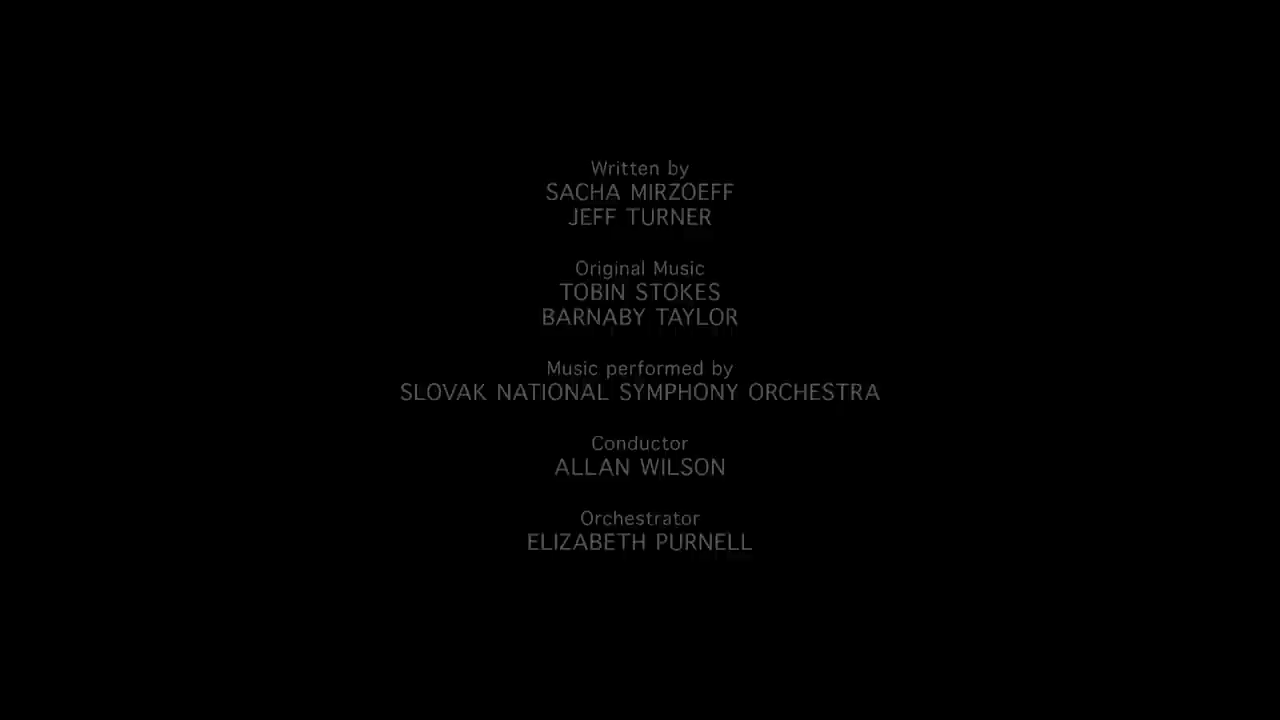 Written by
SACHA MIRZOEFF
JEFF TURNER
Original Music
TOBIN STOKES
BARNABY TAYLOR
Music performed by
SLOVAK NATIONAL SYMPHONY ORCHESTRA
Conductor
ALLAN WILSON
Orchestrator
ELIZABETH PURNELL